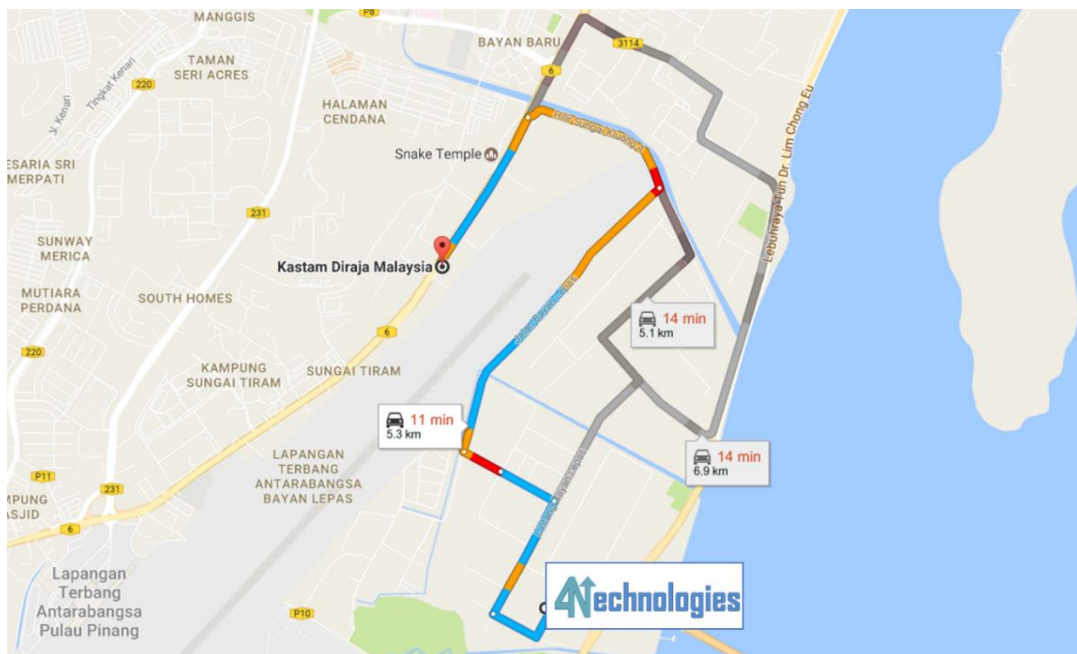 MANGGIS
P8
BAYAN BARU
3114
TAMAN
SERI ACRES
220
6
Jl. Kenari
Tingkat Kenari
HALAMAN
CENDANA
Lebuhraya Tun Dr. Lim Chong Eu
Snake Temple
ESARIA SRI
MERPATI
231
SUNWAY
MERICA
Kastam Diraja Malaysia
MUTIARA
PERDANA
SOUTH HOMES
14 min
5.1 km
6
220
KAMPUNG
SUNGAI TIRAM
SUNGAI TIRAM
11 min
5.3 km
14 min
6.9 km
LAPANGAN
TERBANG
ANTARABANGSA
BAYAN LEPAS
P11
231
MPUNG
ASJID
6
Lapangan
Terbang
Antarabangsa
Pulau Pinang
P10
4Nechnologies